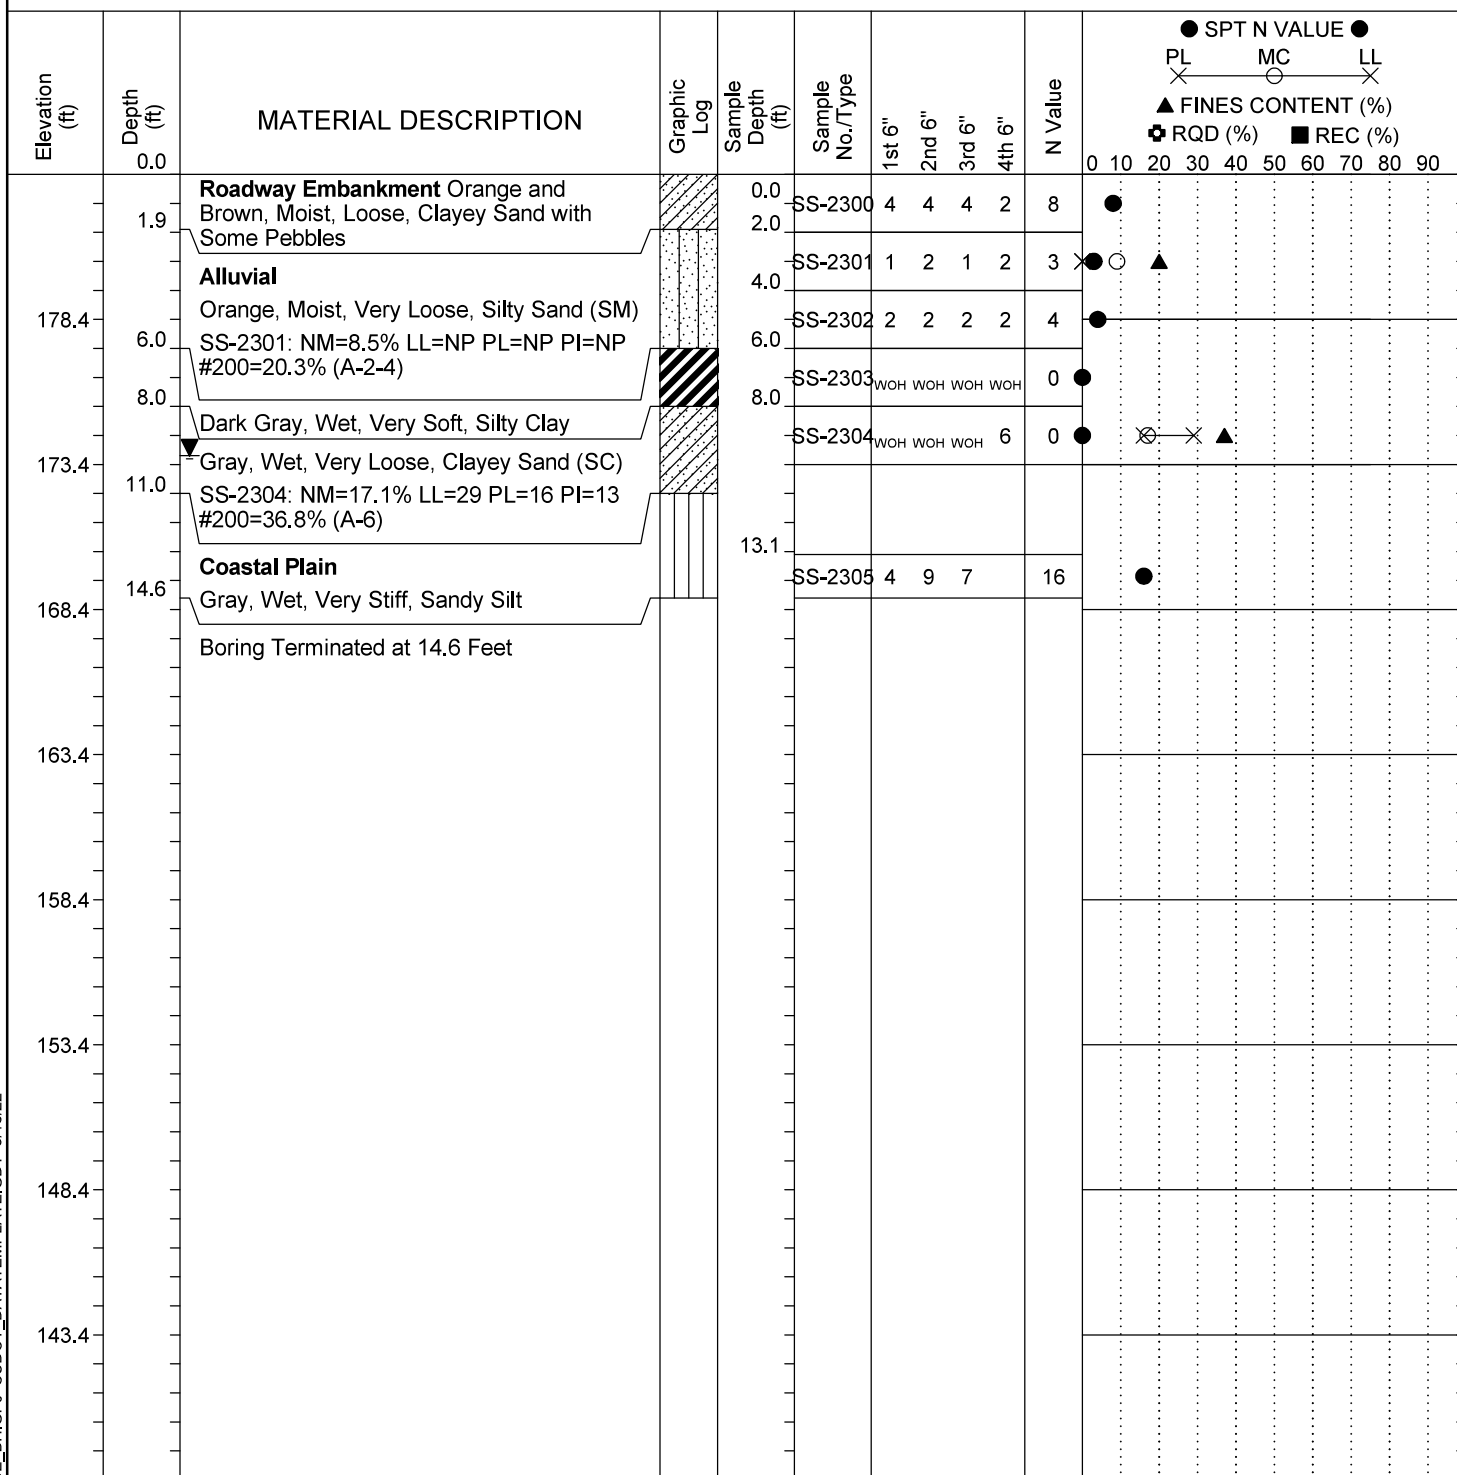 Elevation (ft)
Depth (ft)
0.0
MATERIAL DESCRIPTION
Graphic Log
Sample Depth (ft)
Sample No./Type
1st 6"
2nd 6"
3rd 6"
4th 6"
N Value
● SPT N VALUE ●
PL MC LL
▲ FINES CONTENT (%)
RQD (%) ■ REC (%)
0 10 20 30 40 50 60 70 80 90
Roadway Embankment Orange and
Brown, Moist, Loose, Clayey Sand with
Some Pebbles
1.9
0.0
SS-2300 4 4 4 2 8
2.0
Alluvial
Orange, Moist, Very Loose, Silty Sand (SM)
SS-2301: NM=8.5% LL=NP PL=NP PI=NP
#200=20.3% (A-2-4)
SS-2301 1 2 1 2 3
4.0
178.4
SS-2302 2 2 2 2 4
6.0
6.0
SS-2303 WOH WOH WOH WOH 0
8.0
8.0
Dark Gray, Wet, Very Soft, Silty Clay
SS-2304 WOH WOH WOH 6 0
173.4
Gray, Wet, Very Loose, Clayey Sand (SC)
11.0
SS-2304: NM=17.1% LL=29 PL=16 PI=13
#200=36.8% (A-6)
13.1
Coastal Plain
SS-2305 4 9 7 16
14.6
Gray, Wet, Very Stiff, Sandy Silt
168.4
Boring Terminated at 14.6 Feet
163.4
158.4
153.4
148.4
143.4